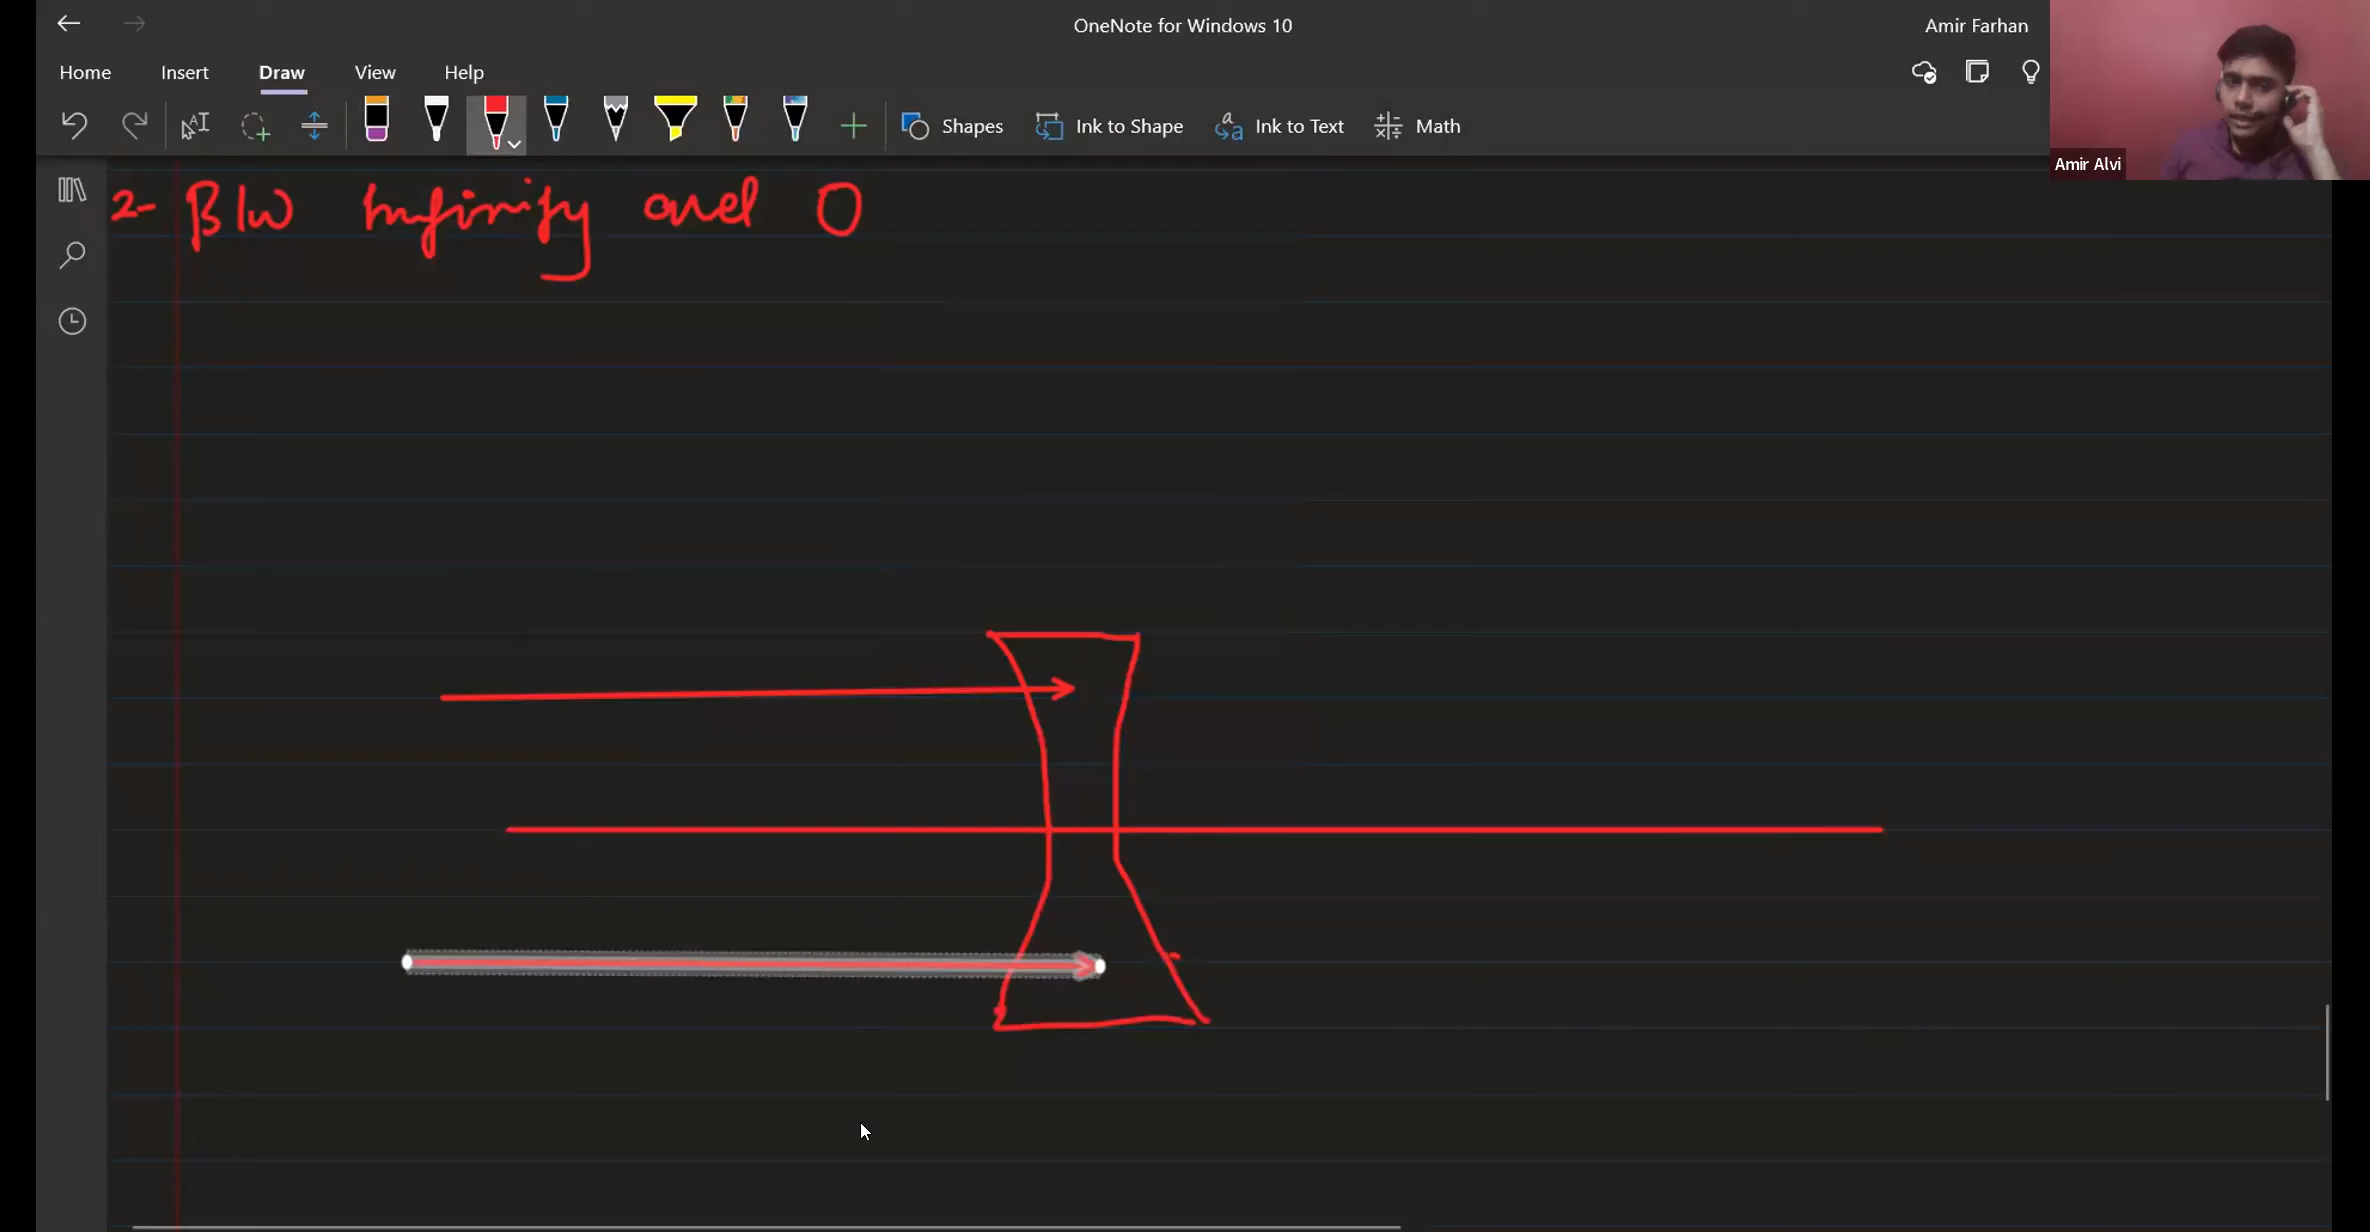 OneNote for Windows 10
Amir Farhan
Home Insert Draw View Help
Shapes Ink to Shape Ink to Text Math
Amir Alvi
2- B/w Infinity and O